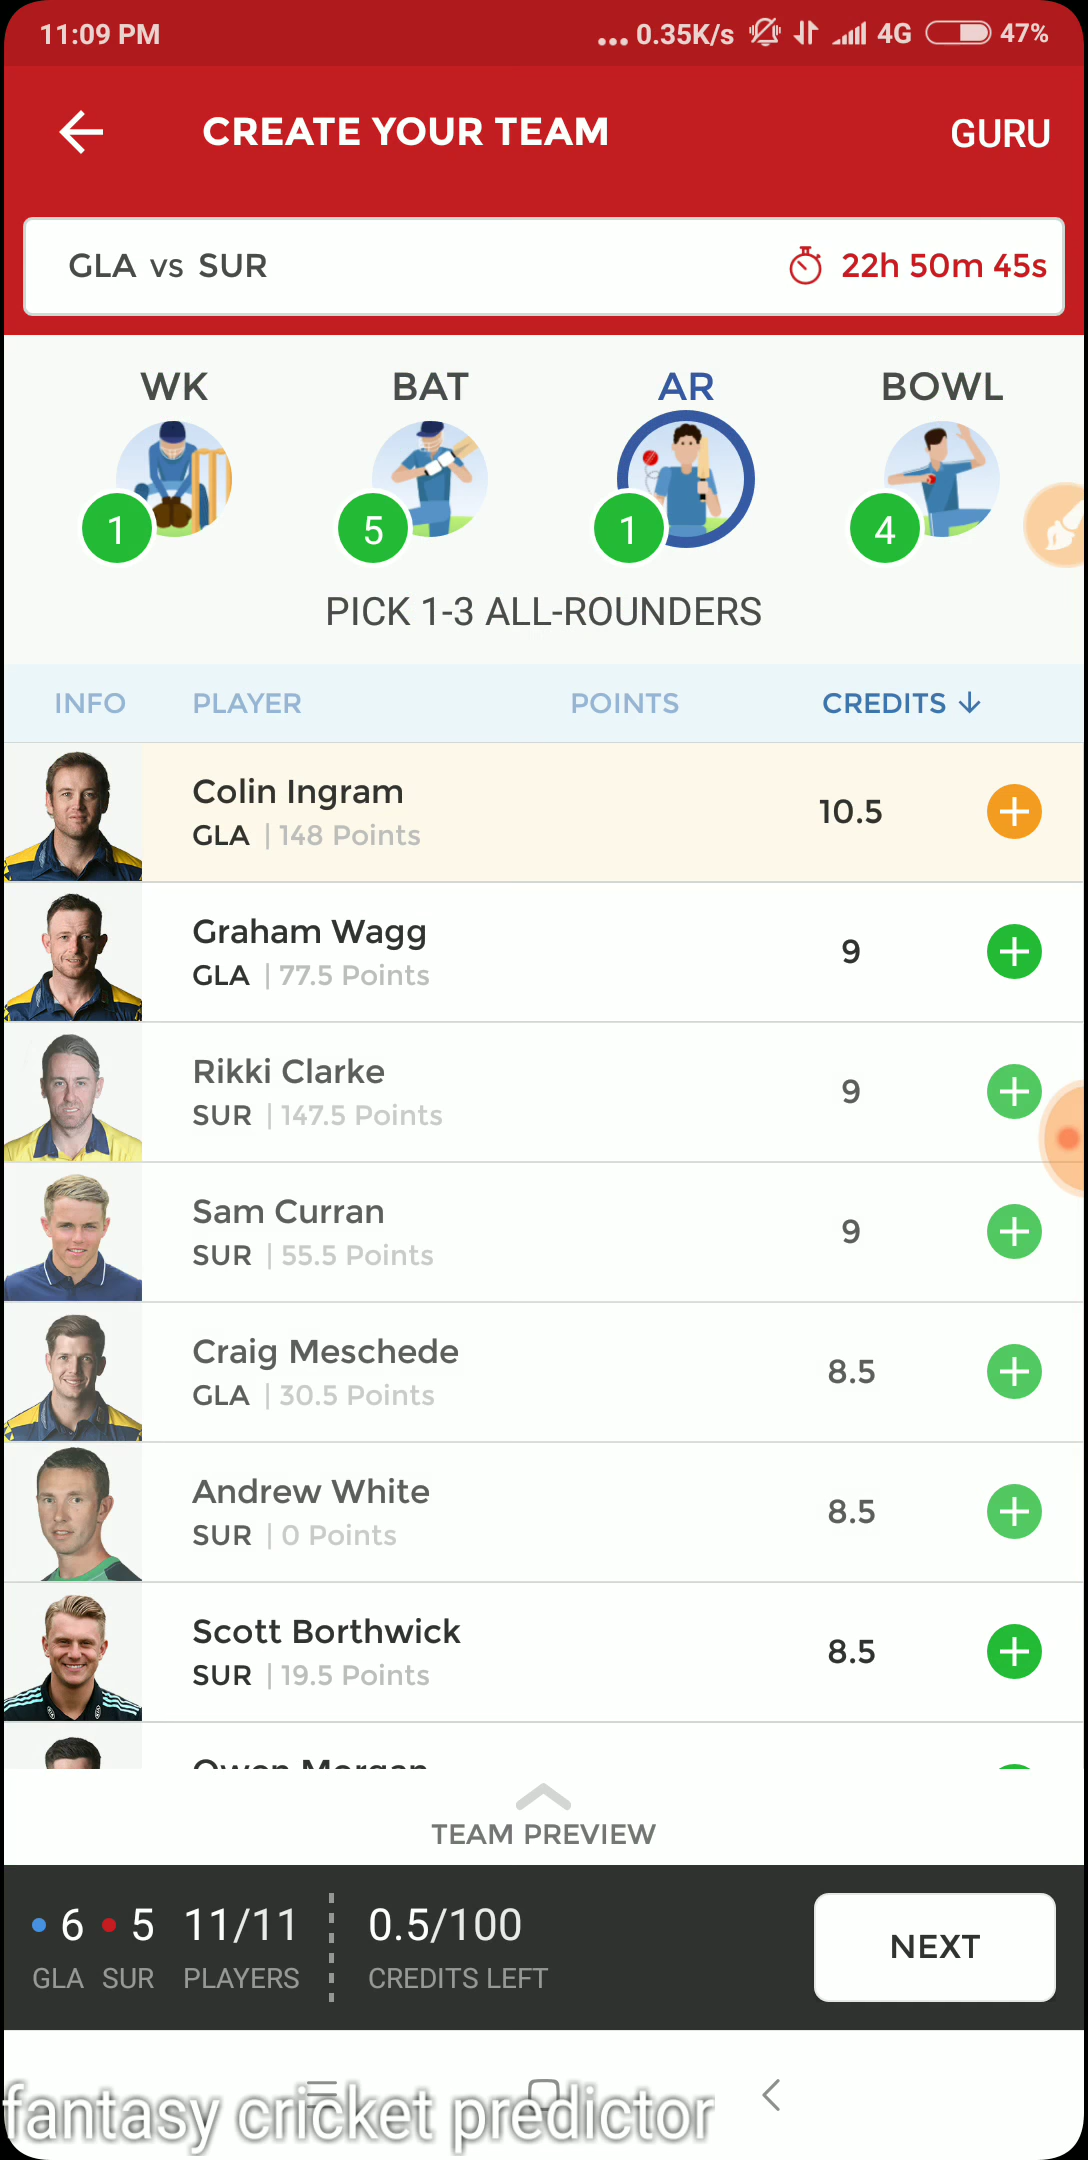 11:09 PM
... 0.35K/s 4G 47%
CREATE YOUR TEAM
GURU
GLA vs SUR
22h 50m 45s
WK BAT AR BOWL
1 5 1 4
PICK 1-3 ALL-ROUNDERS
INFO PLAYER POINTS CREDITS ↓
Colin Ingram
GLA | 148 Points
10.5
Graham Wagg
GLA | 77.5 Points
9
Rikki Clarke
SUR | 147.5 Points
9
Sam Curran
SUR | 55.5 Points
9
Craig Meschede
GLA | 30.5 Points
8.5
Andrew White
SUR | 0 Points
8.5
Scott Borthwick
SUR | 19.5 Points
8.5
Owen Morgan
TEAM PREVIEW
6 5 11/11 0.5/100
GLA SUR PLAYERS CREDITS LEFT
NEXT
fantasy cricket predictor